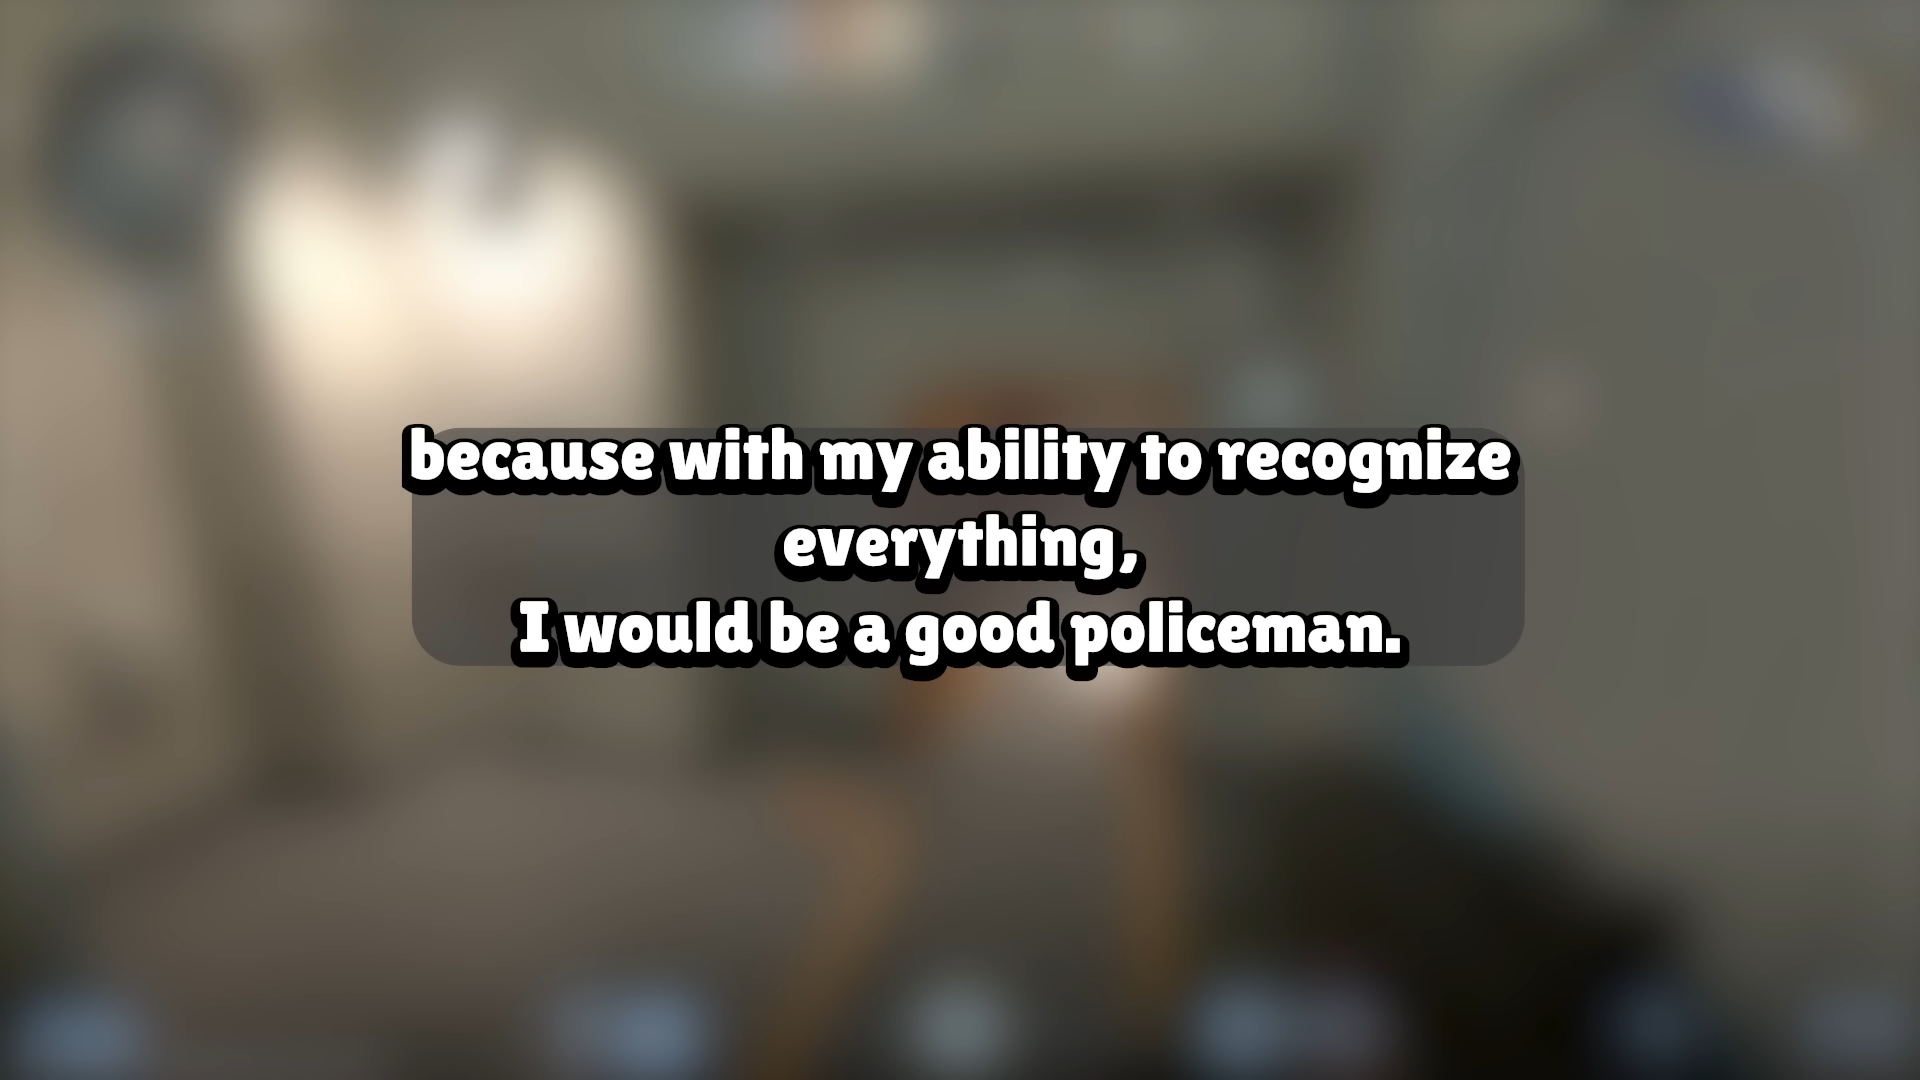 because with my ability to recognize
everything,
I would be a good policeman.